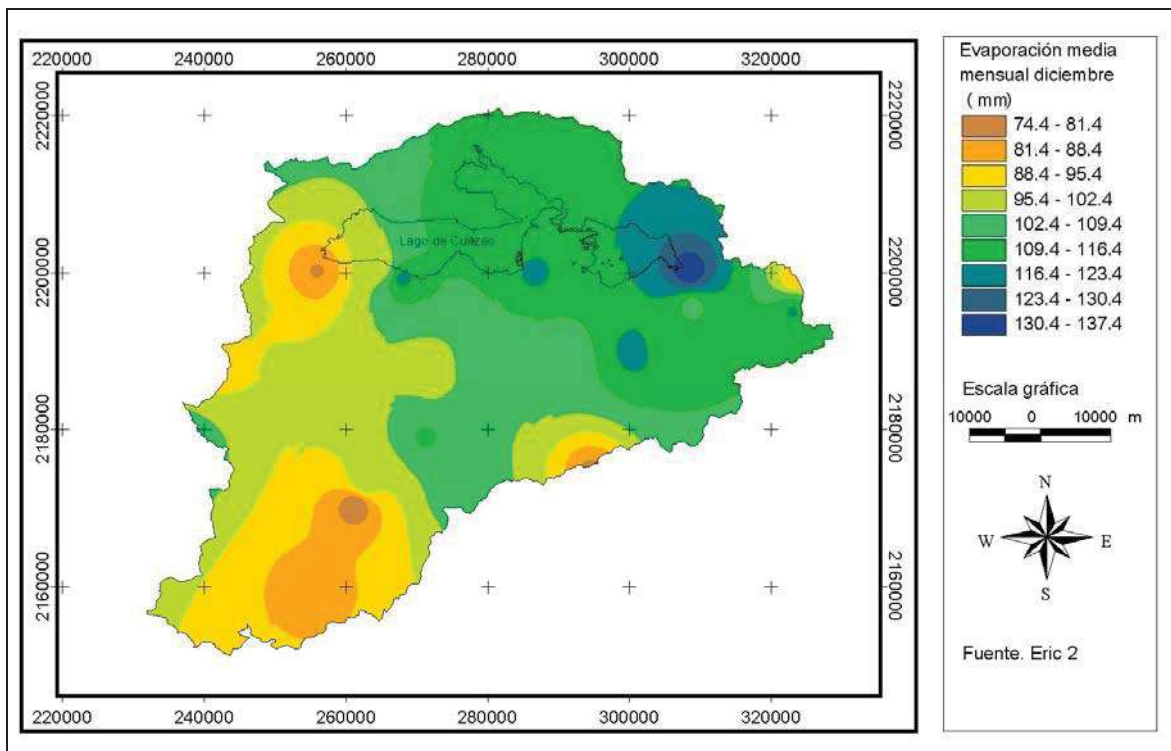 220000 240000 260000 280000 300000 320000
2220000 2220000
2200000 2200000
2180000 2180000
2160000 2160000
Lago de Cuitzeo
220000 240000 260000 280000 300000 320000
Evaporación media
mensual diciembre
( mm)
74.4 - 81.4
81.4 - 88.4
88.4 - 95.4
95.4 - 102.4
102.4 - 109.4
109.4 - 116.4
116.4 - 123.4
123.4 - 130.4
130.4 - 137.4
Escala gráfica
10000 0 10000 m
N
W E
S
Fuente. Eric 2